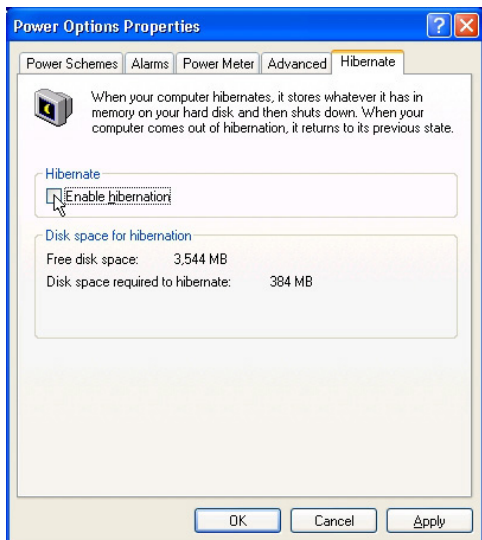 Power Options Properties
Power Schemes Alarms Power Meter Advanced Hibernate
When your computer hibernates, it stores whatever it has in
memory on your hard disk and then shuts down. When your
computer comes out of hibernation, it returns to its previous state.
Hibernate
Enable hibernation
Disk space for hibernation
Free disk space: 3,544 MB
Disk space required to hibernate: 384 MB
OK Cancel Apply